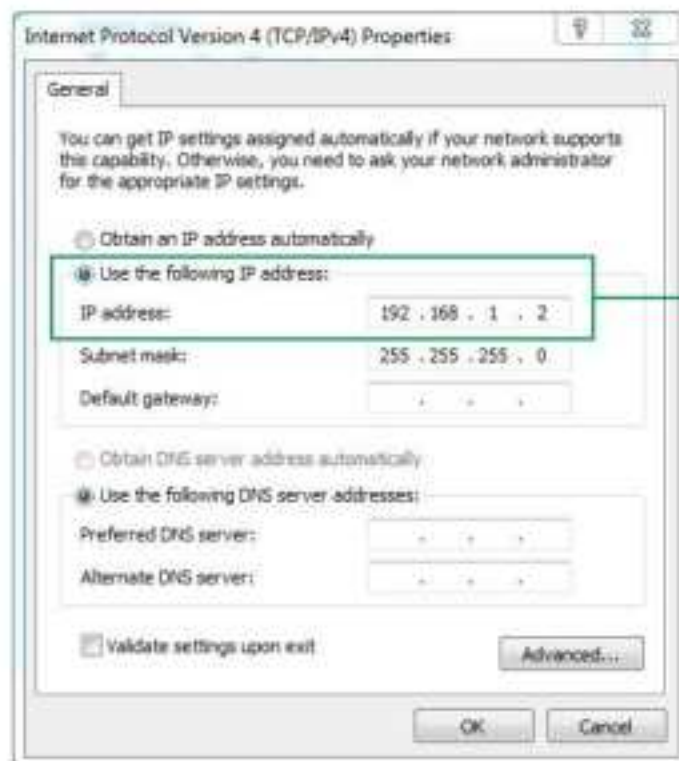 Internet Protocol Version 4 (TCP/IPv4) Properties
General
You can get IP settings assigned automatically if your network supports
this capability. Otherwise, you need to ask your network administrator
for the appropriate IP settings.
Obtain an IP address automatically
Use the following IP address:
IP address: 192 . 168 . 1 . 2
Subnet mask: 255 . 255 . 255 . 0
Default gateway: . . .
Obtain DNS server address automatically
Use the following DNS server addresses:
Preferred DNS server: . . .
Alternate DNS server: . . .
Validate settings upon exit
Advanced...
OK Cancel